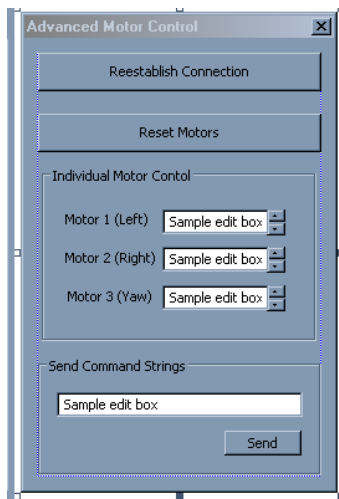 Advanced Motor Control
Reestablish Connection
Reset Motors
Individual Motor Contol
Motor 1 (Left) Sample edit box
Motor 2 (Right) Sample edit box
Motor 3 (Yaw) Sample edit box
Send Command Strings
Sample edit box
Send